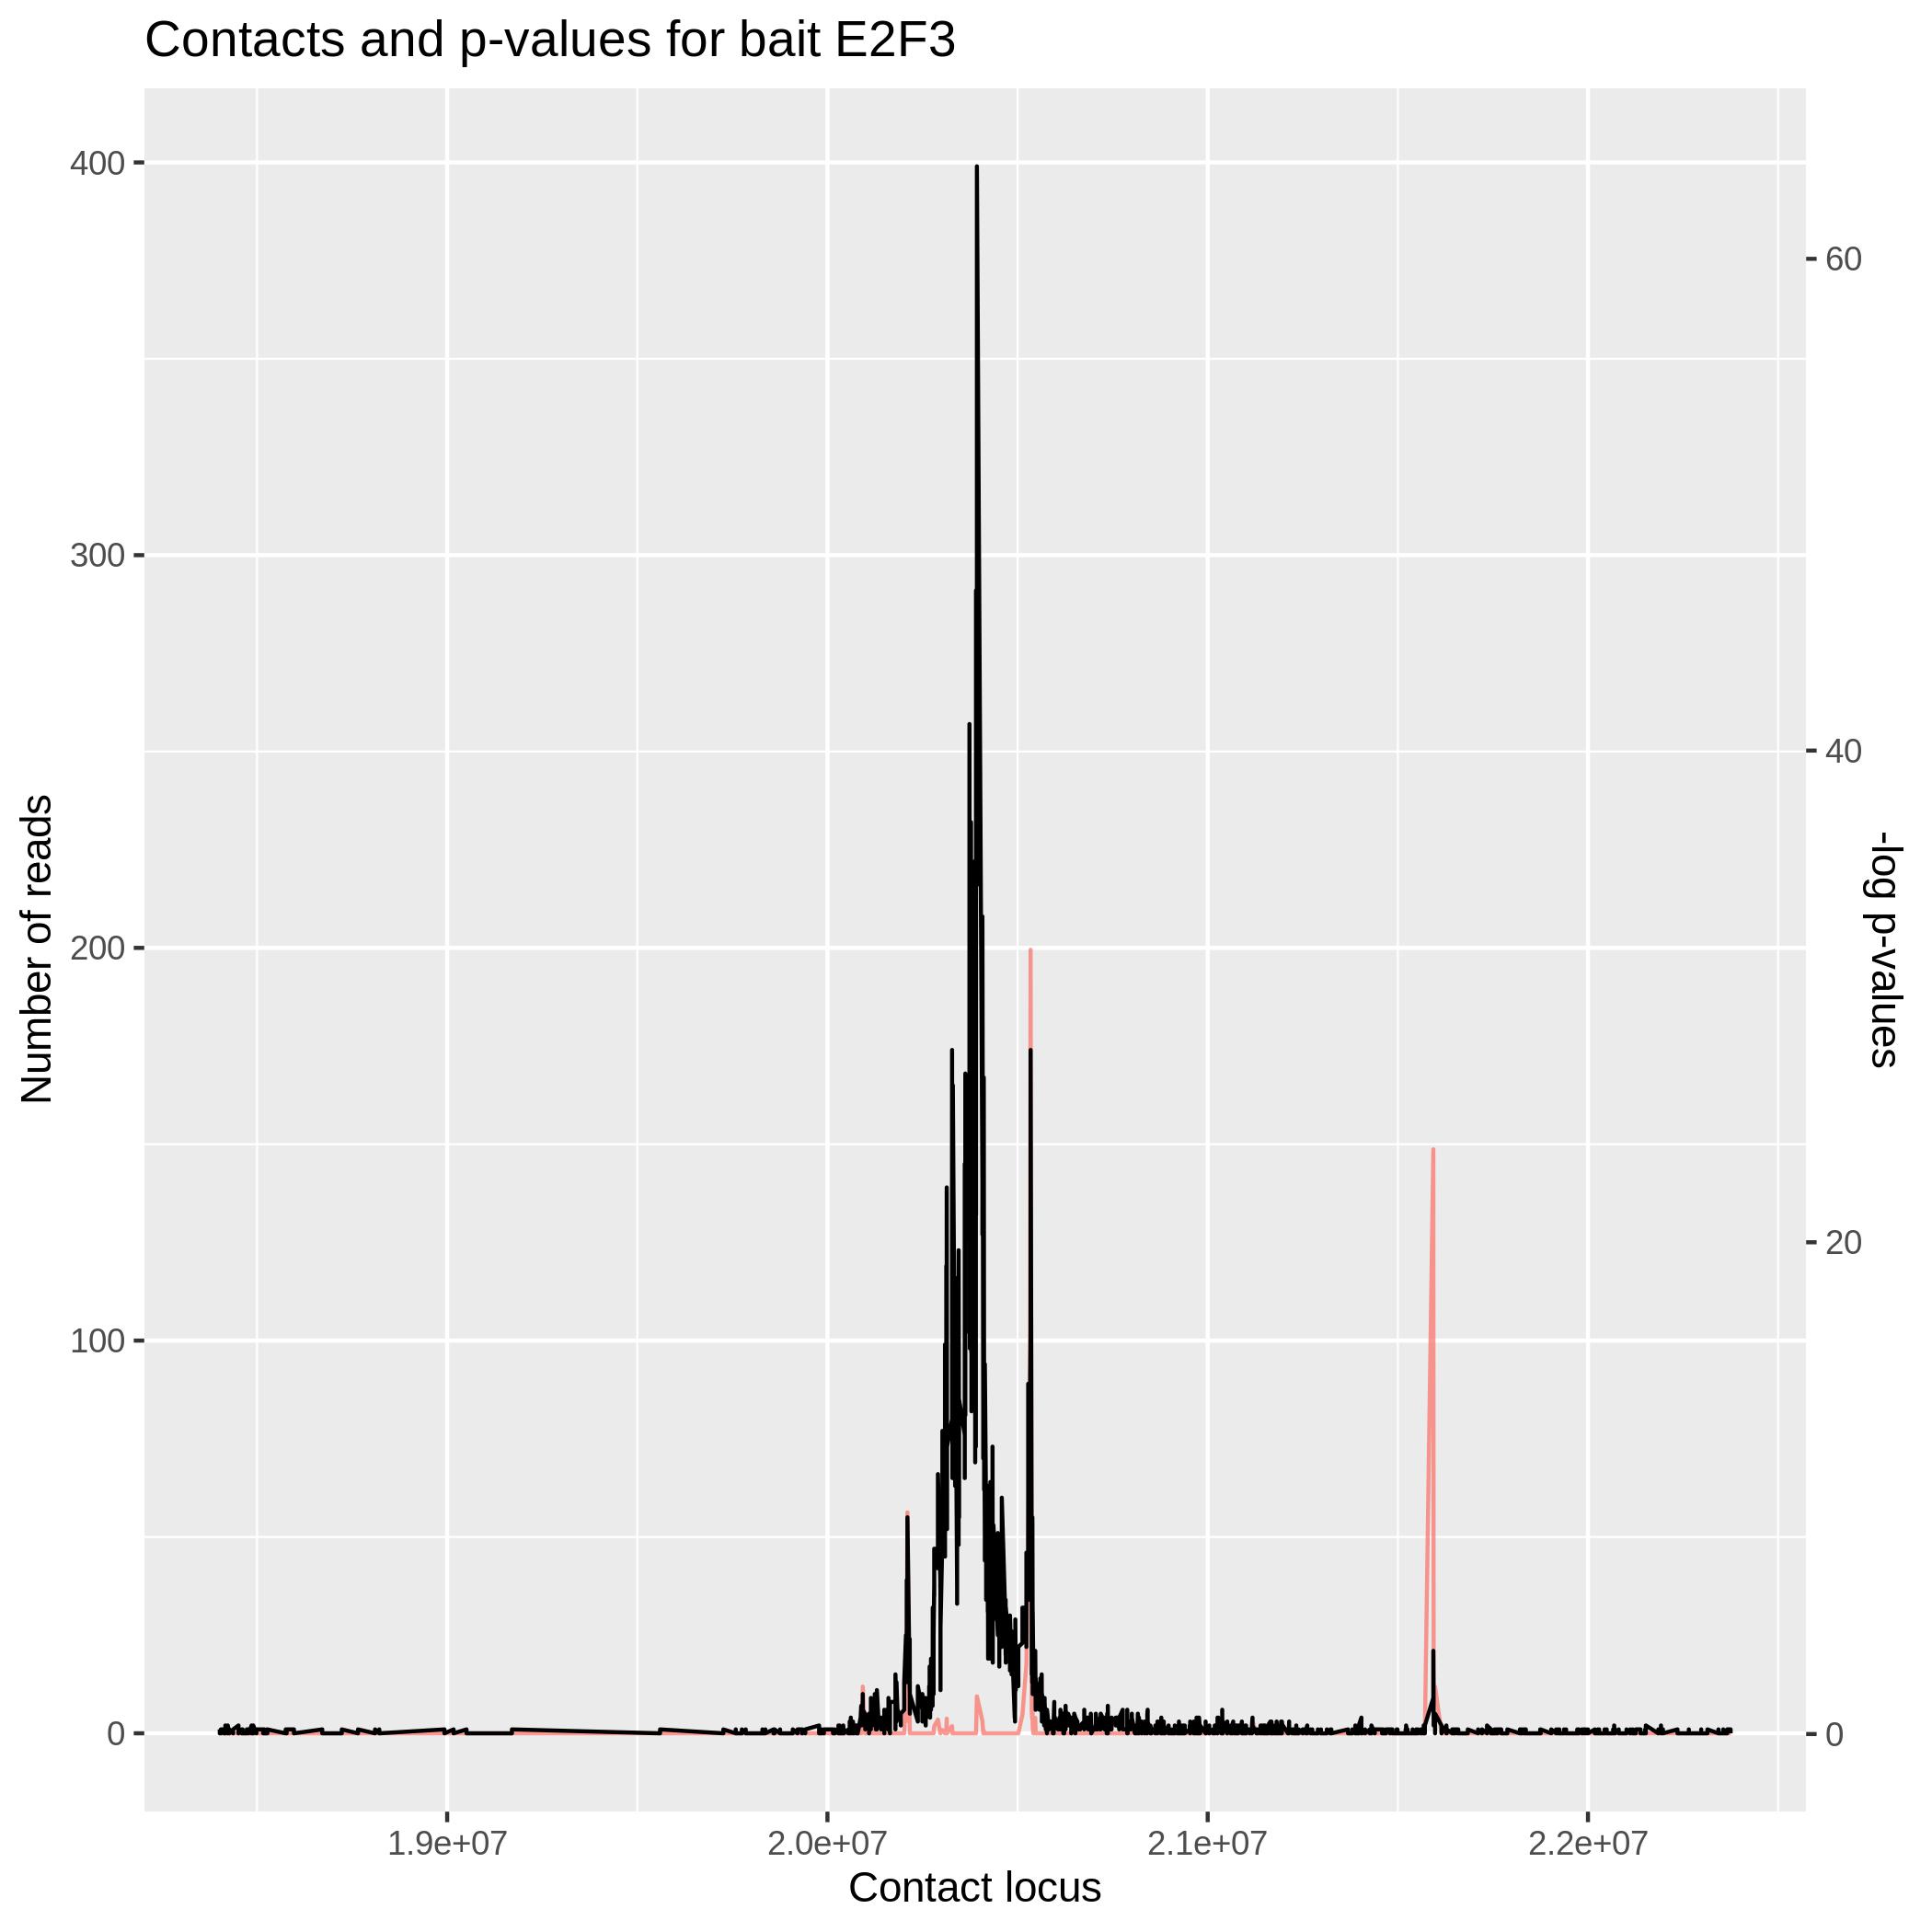 Contacts and p-values for bait E2F3
400
300
200
100
0
Number of reads
60
40
20
0
-log p-values
1.9e+07
2.0e+07
2.1e+07
2.2e+07
Contact locus